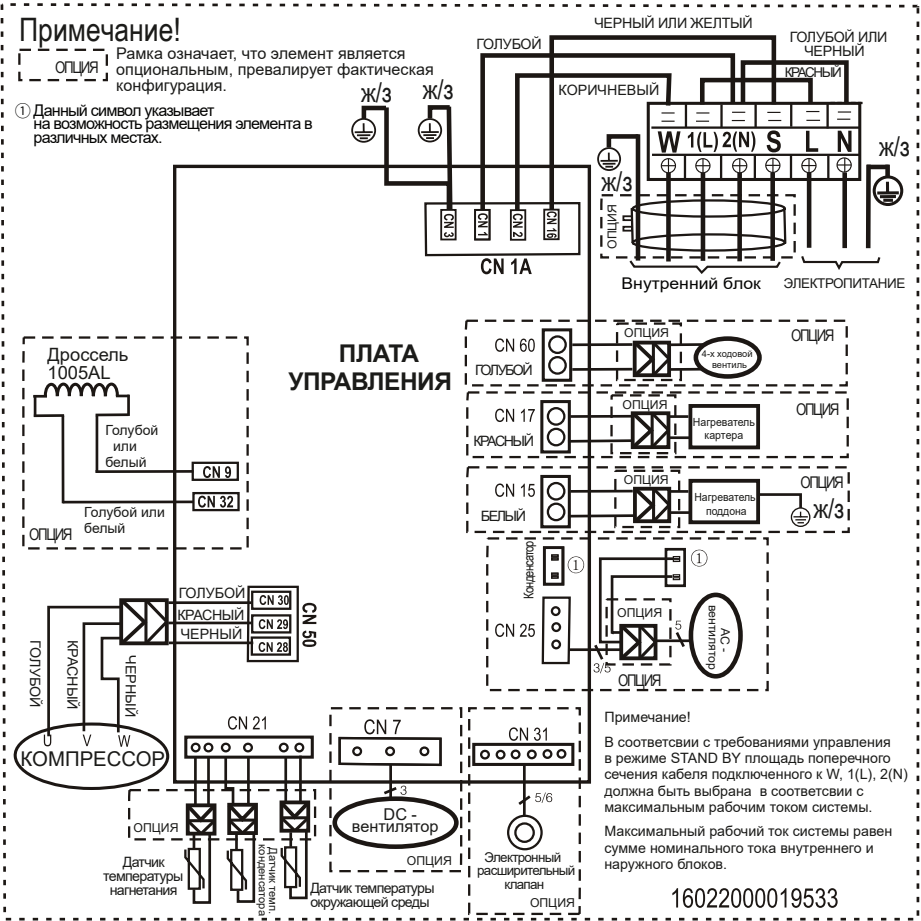 Примечание!
ОПЦИЯ
Рамка означает, что элемент является
опциональным, превалирует фактическая
конфигурация.
① Данный символ указывает
на возможность размещения элемента в
различных местах.
Ж/З
Ж/З
ЧЕРНЫЙ ИЛИ ЖЕЛТЫЙ
ГОЛУБОЙ
ГОЛУБОЙ ИЛИ
ЧЕРНЫЙ
КРАСНЫЙ
КОРИЧНЕВЫЙ
W 1(L) 2(N) S L N
Ж/З
Ж/З
ОПЦИЯ
Внутренний блок
ЭЛЕКТРОПИТАНИЕ
CN 3
CN 1
CN 2
CN 16
CN 1A
ПЛАТА
УПРАВЛЕНИЯ
Дроссель
1005AL
Голубой
или
белый
CN 9
CN 32
Голубой или
белый
ОПЦИЯ
CN 60
ГОЛУБОЙ
ОПЦИЯ
4-х ходовой
вентиль
ОПЦИЯ
CN 17
КРАСНЫЙ
ОПЦИЯ
Нагреватель
картера
ОПЦИЯ
CN 15
БЕЛЫЙ
ОПЦИЯ
Нагреватель
поддона
ОПЦИЯ
Ж/З
Конденсатор
①
①
CN 25
3/5
ОПЦИЯ
5
AC -
вентилятор
ОПЦИЯ
ГОЛУБОЙ
КРАСНЫЙ
ЧЕРНЫЙ
CN 30
CN 29
CN 28
CN 50
ГОЛУБОЙ
КРАСНЫЙ
ЧЕРНЫЙ
U V W
КОМПРЕССОР
CN 21
ОПЦИЯ
Датчик
температуры
нагнетания
Датчик темп.
конденсатора
Датчик температуры
окружающей среды
CN 7
3
DC -
вентилятор
ОПЦИЯ
CN 31
5/6
Электронный
расширительный
клапан
ОПЦИЯ
Примечание!
В соответсвии с требованиями управления
в режиме STAND BY площадь поперечного
сечения кабеля подключенного к W, 1(L), 2(N)
должна быть выбрана в соответсвии с
максимальным рабочим током системы.
Максимальный рабочий ток системы равен
сумме номинального тока внутреннего и
наружного блоков.
16022000019533